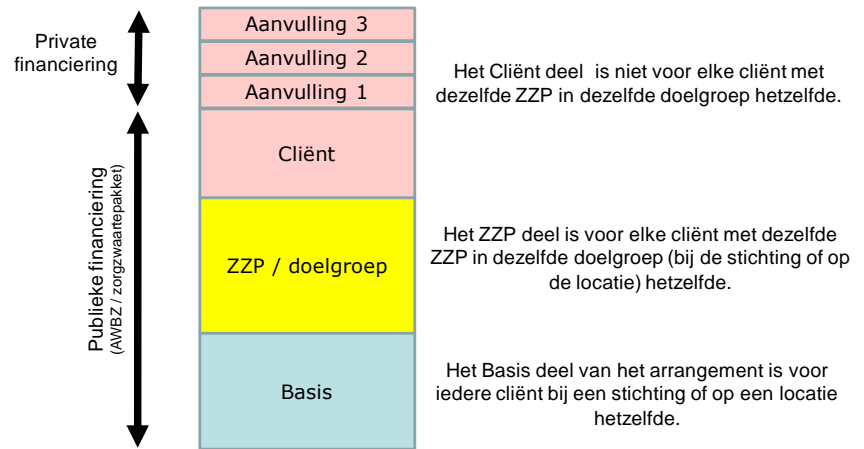 Aanvulling 3
Aanvulling 2
Aanvulling 1
Cliënt
ZZP / doelgroep
Basis
Private
financiering
Publieke financiering
(AWBZ / zorgzwaartepakket)
Het Cliënt deel is niet voor elke cliënt met
dezelfde ZZP in dezelfde doelgroep hetzelfde.
Het ZZP deel is voor elke cliënt met dezelfde
ZZP in dezelfde doelgroep (bij de stichting of op
de locatie) hetzelfde.
Het Basis deel van het arrangement is voor
iedere cliënt bij een stichting of op een locatie
hetzelfde.